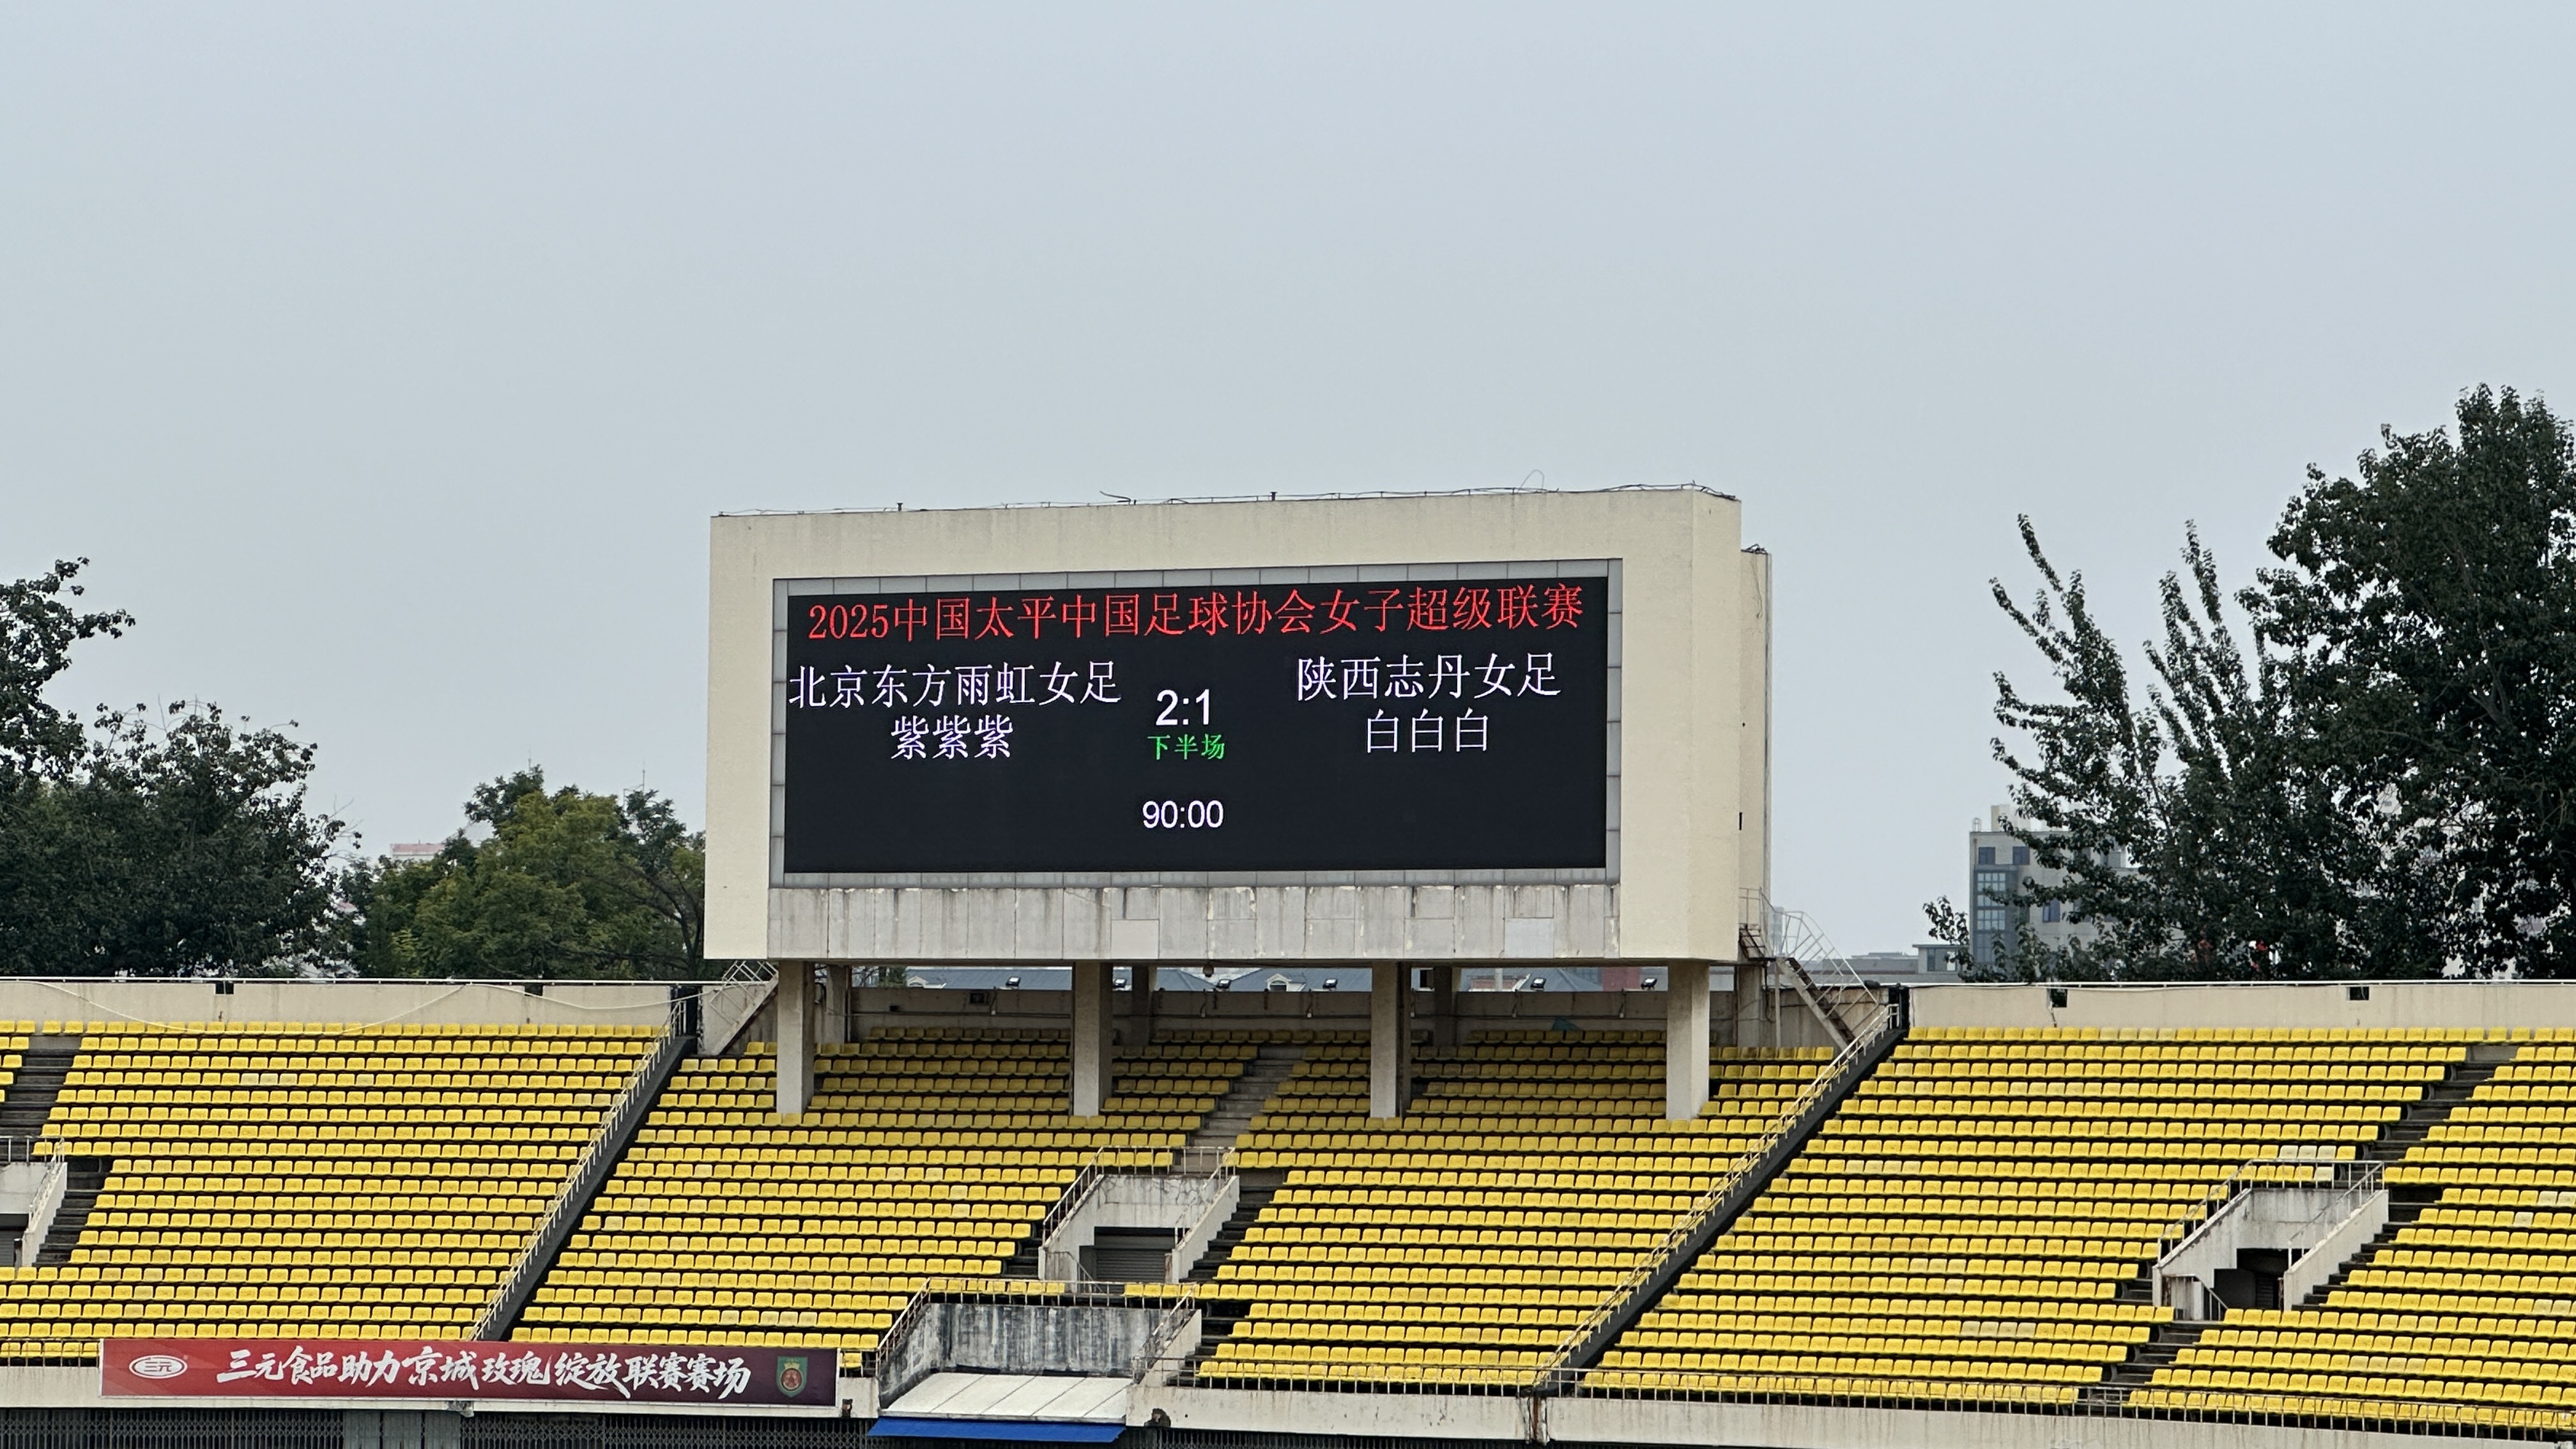 2025中国太平中国足球协会女子超级联赛
北京东方雨虹女足
紫紫紫
2:1
下半场
陕西志丹女足
白白白
90:00
三元
三元食品助力京城玫瑰绽放联赛赛场